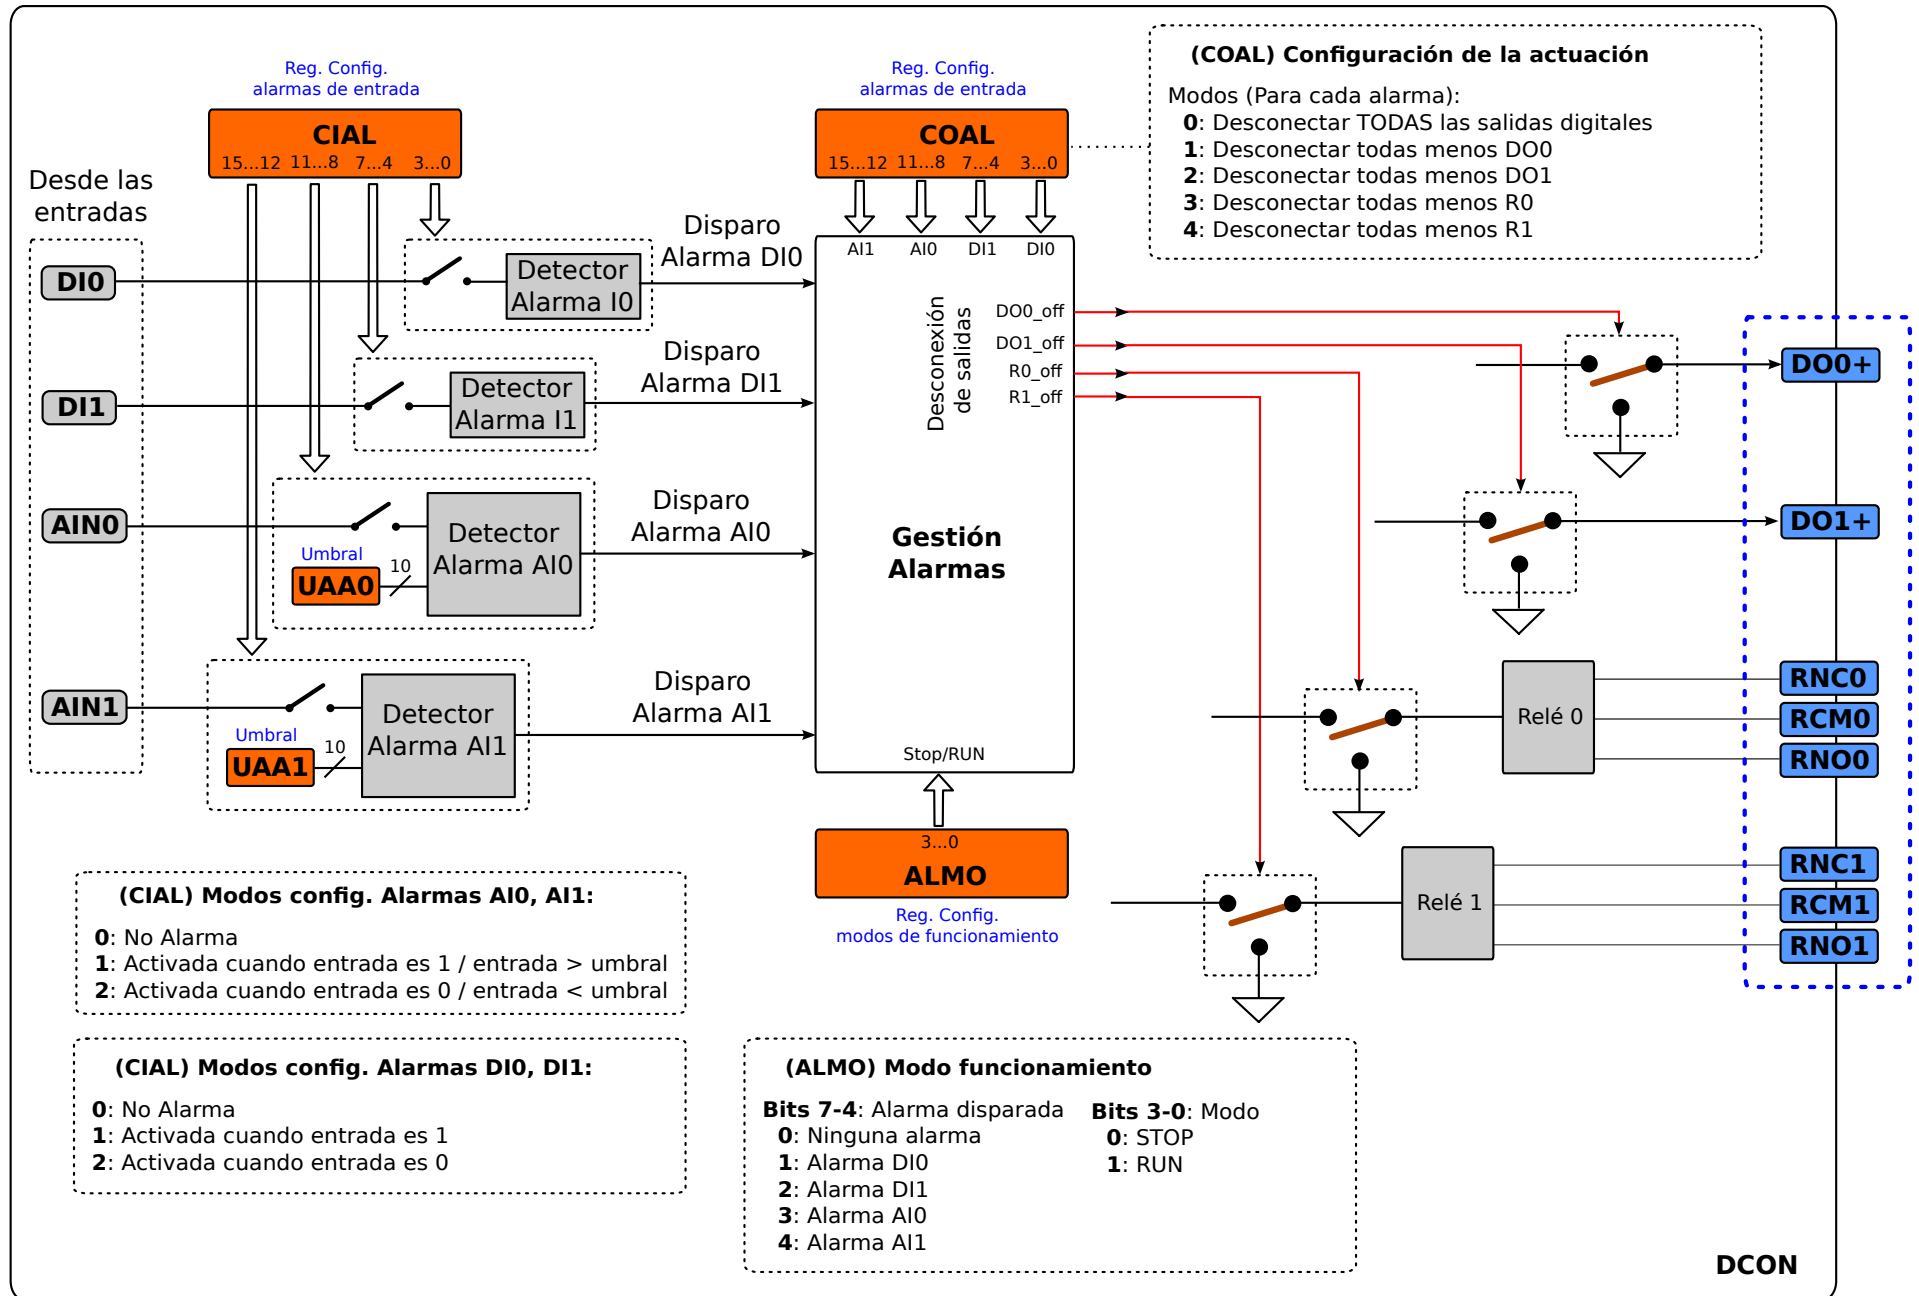 Reg. Config.
alarmas de entrada
CIAL
15...12 11...8 7...4 3...0
Reg. Config.
alarmas de entrada
COAL
15...12 11...8 7...4 3...0
(COAL) Configuración de la actuación
Modos (Para cada alarma):
0: Desconectar TODAS las salidas digitales
1: Desconectar todas menos DO0
2: Desconectar todas menos DO1
3: Desconectar todas menos R0
4: Desconectar todas menos R1
Desde las
entradas
DI0
DI1
AIN0
AIN1
Detector
Alarma I0
Disparo
Alarma DI0
Detector
Alarma I1
Disparo
Alarma DI1
Umbral
UAA0
10
Detector
Alarma AI0
Disparo
Alarma AI0
Umbral
UAA1
10
Detector
Alarma AI1
Disparo
Alarma AI1
AI1 AI0 DI1 DI0
Desconexión
de salidas
DO0_off
DO1_off
R0_off
R1_off
Gestión
Alarmas
Stop/RUN
3...0
ALMO
Reg. Config.
modos de funcionamiento
Relé 0
Relé 1
DO0+
DO1+
RNC0
RCM0
RNO0
RNC1
RCM1
RNO1
(CIAL) Modos config. Alarmas AI0, AI1:
0: No Alarma
1: Activada cuando entrada es 1 / entrada > umbral
2: Activada cuando entrada es 0 / entrada < umbral
(CIAL) Modos config. Alarmas DI0, DI1:
0: No Alarma
1: Activada cuando entrada es 1
2: Activada cuando entrada es 0
(ALMO) Modo funcionamiento
Bits 7-4: Alarma disparada
0: Ninguna alarma
1: Alarma DI0
2: Alarma DI1
3: Alarma AI0
4: Alarma AI1
Bits 3-0: Modo
0: STOP
1: RUN
DCON